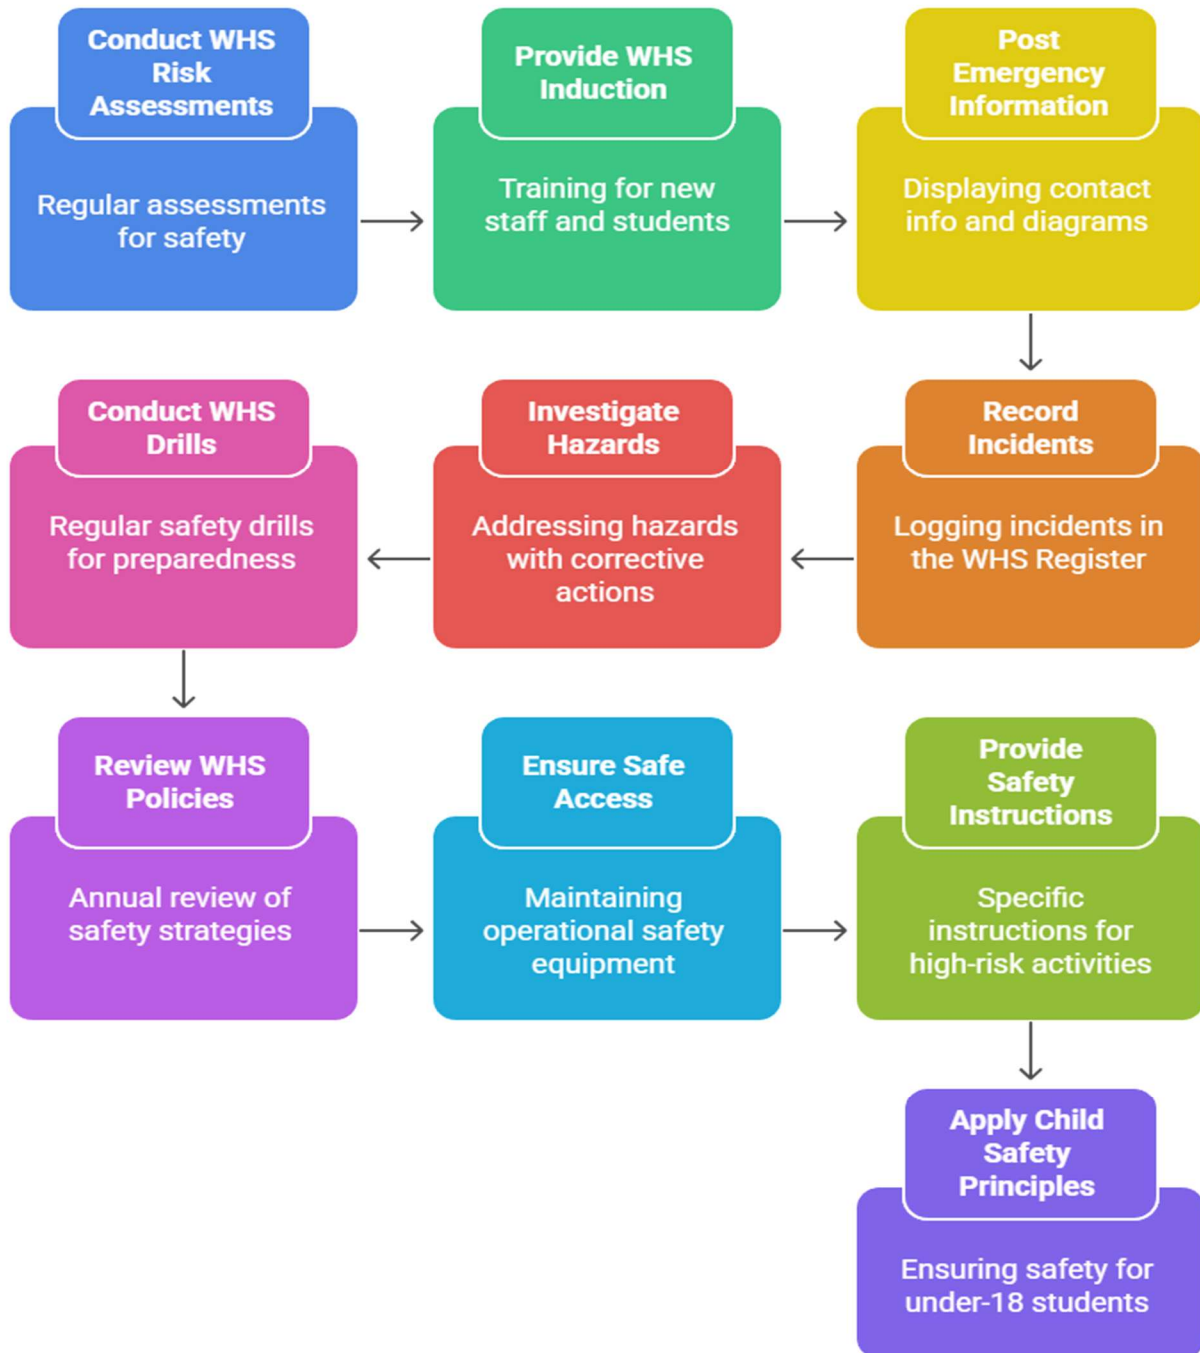 Conduct WHS
Risk
Assessments
Regular assessments
for safety
Provide WHS
Induction
Training for new
staff and students
Post
Emergency
Information
Displaying contact
info and diagrams
Record
Incidents
Logging incidents in
the WHS Register
Investigate
Hazards
Addressing hazards
with corrective
actions
Conduct WHS
Drills
Regular safety drills
for preparedness
Review WHS
Policies
Annual review of
safety strategies
Ensure Safe
Access
Maintaining
operational safety
equipment
Provide
Safety
Instructions
Specific
instructions for
high-risk activities
Apply Child
Safety
Principles
Ensuring safety for
under-18 students